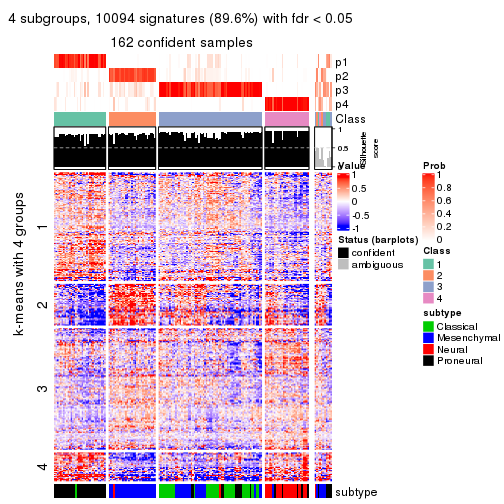 4 subgroups, 10094 signatures (89.6%) with fdr < 0.05
162 confident samples
p1
p2
p3
p4
Class
1
0.5
0
Silhouette
score
k-means with 4 groups
1
2
3
4
Value
1
0.5
0
-0.5
-1
Status (barplots)
confident
ambiguous
Prob
1
0.8
0.6
0.4
0.2
0
Class
1
2
3
4
subtype
Classical
Mesenchymal
Neural
Proneural
subtype